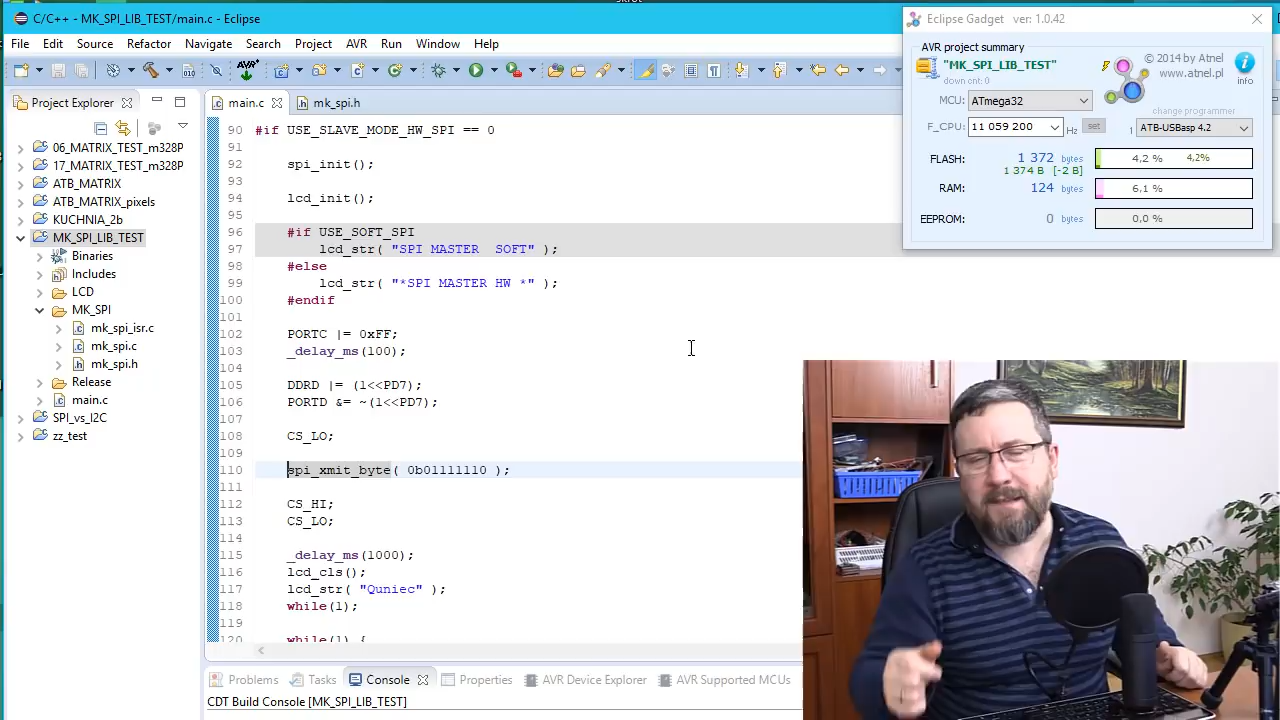 C/C++ - MK_SPI_LIB_TEST/main.c - Eclipse
File Edit Source Refactor Navigate Search Project AVR Run Window Help
Project Explorer
06_MATRIX_TEST_m328P
17_MATRIX_TEST_m328P
ATB_MATRIX
ATB_MATRIX_pixels
KUCHNIA_2b
MK_SPI_LIB_TEST
Binaries
Includes
LCD
MK_SPI
mk_spi_isr.c
mk_spi.c
mk_spi.h
Release
main.c
SPI_vs_I2C
zz_test
main.c mk_spi.h
90 #if USE_SLAVE_MODE_HW_SPI == 0
91
92 spi_init();
93
94 lcd_init();
95
96 #if USE_SOFT_SPI
97 lcd_str( "SPI MASTER  SOFT" );
98 #else
99 lcd_str( "*SPI MASTER HW *" );
100 #endif
101
102 PORTC |= 0xFF;
103 _delay_ms(100);
104
105 DDRD |= (1<<PD7);
106 PORTD &= ~(1<<PD7);
107
108 CS_LO;
109
110 spi_xmit_byte( 0b01111110 );
111
112 CS_HI;
113 CS_LO;
114
115 _delay_ms(1000);
116 lcd_cls();
117 lcd_str( "Quniec" );
118 while(1);
119
120 while(1) {
Problems Tasks Console Properties AVR Device Explorer AVR Supported MCUs
CDT Build Console [MK_SPI_LIB_TEST]
Eclipse Gadget ver: 1.0.42
AVR project summary
"MK_SPI_LIB_TEST"
down cnt: 0
© 2014 by Atnel
www.atnel.pl
info
MCU: ATmega32
change programmer
F_CPU: 11 059 200 Hz set 1 ATB-USBasp 4.2
FLASH: 1 372 bytes 4,2 % 4,2%
1 374 B [-2 B]
RAM: 124 bytes 6,1 %
EEPROM: 0 bytes 0,0 %